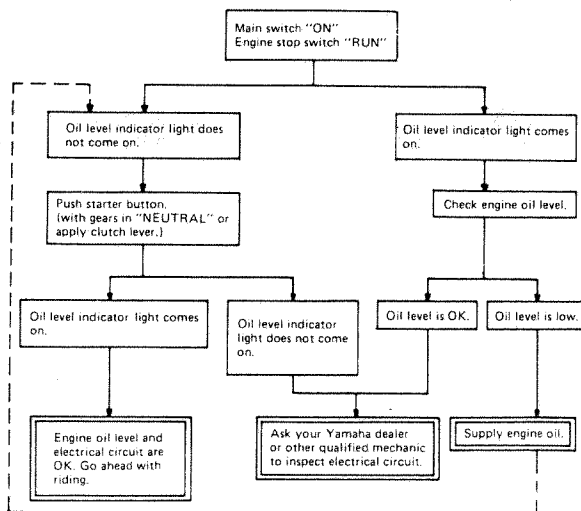 Main switch "ON"
Engine stop switch "RUN"
Oil level indicator light does
not come on.
Oil level indicator light comes
on.
Push starter button.
(with gears in "NEUTRAL" or
apply clutch lever.)
Check engine oil level.
Oil level indicator light comes
on.
Oil level indicator
light does not come
on.
Oil level is OK.
Oil level is low.
Engine oil level and
electrical circuit are
OK. Go ahead with
riding.
Ask your Yamaha dealer
or other qualified mechanic
to inspect electrical circuit.
Supply engine oil.